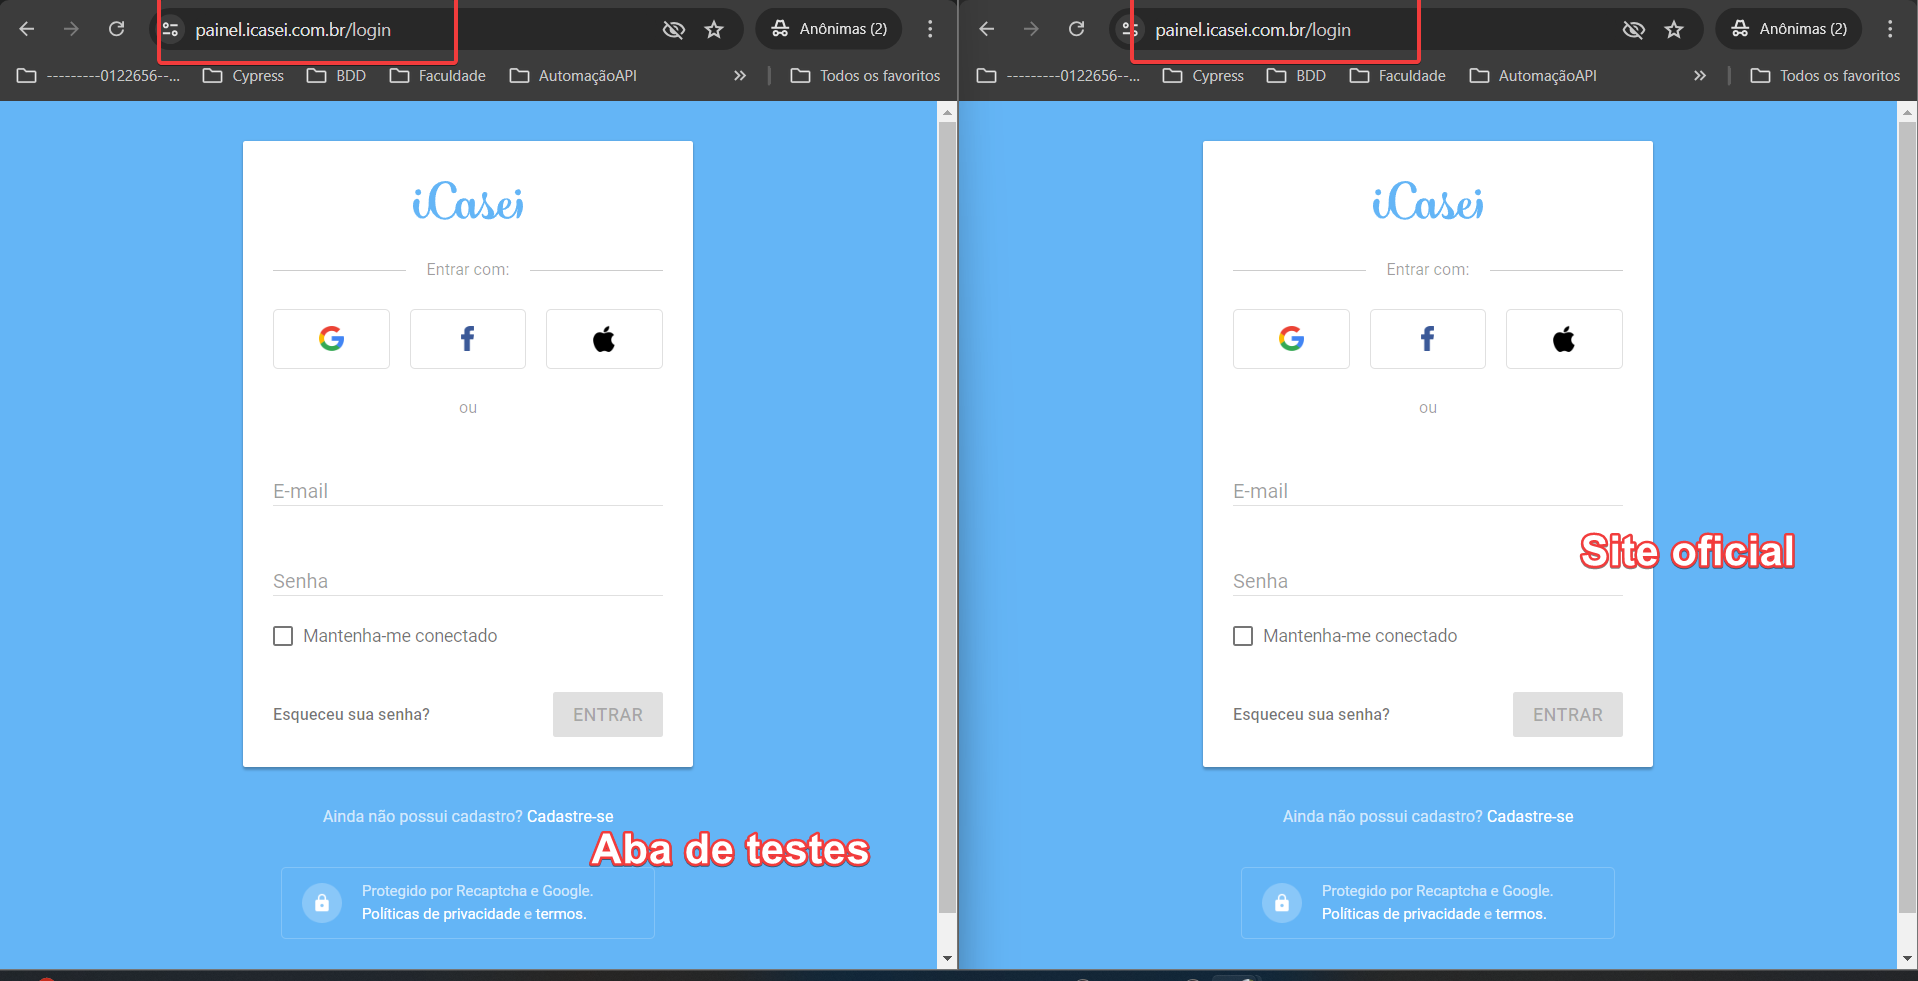 painel.icasei.com.br/login
Anônimas (2)
---------0122656--...
Cypress
BDD
Faculdade
AutomaçãoAPI
»
Todos os favoritos
iCasei
Entrar com:
ou
E-mail
Senha
Mantenha-me conectado
Esqueceu sua senha?
ENTRAR
Ainda não possui cadastro? Cadastre-se
Aba de testes
Protegido por Recaptcha e Google.
Políticas de privacidade e termos.
painel.icasei.com.br/login
Anônimas (2)
---------0122656--...
Cypress
BDD
Faculdade
AutomaçãoAPI
»
Todos os favoritos
iCasei
Entrar com:
ou
E-mail
Site oficial
Senha
Mantenha-me conectado
Esqueceu sua senha?
ENTRAR
Ainda não possui cadastro? Cadastre-se
Protegido por Recaptcha e Google.
Políticas de privacidade e termos.